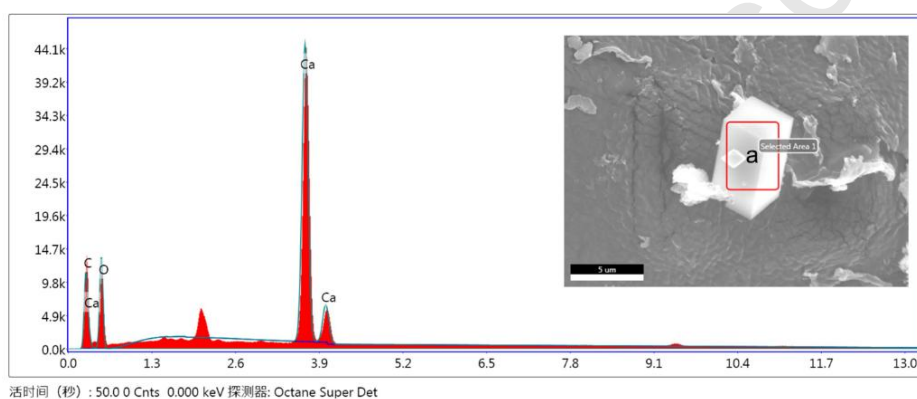 44.1k
39.2k
34.3k
29.4k
24.5k
19.6k
14.7k
9.8k
4.9k
0.0k
C
Ca
O
Ca
Ca
0.0 1.3 2.6 3.9 5.2 6.5 7.8 9.1 10.4 11.7 13.0
a
Selected Area 1
5 um
活时间（秒）: 50.0 0 Cnts 0.000 keV 探测器: Octane Super Det